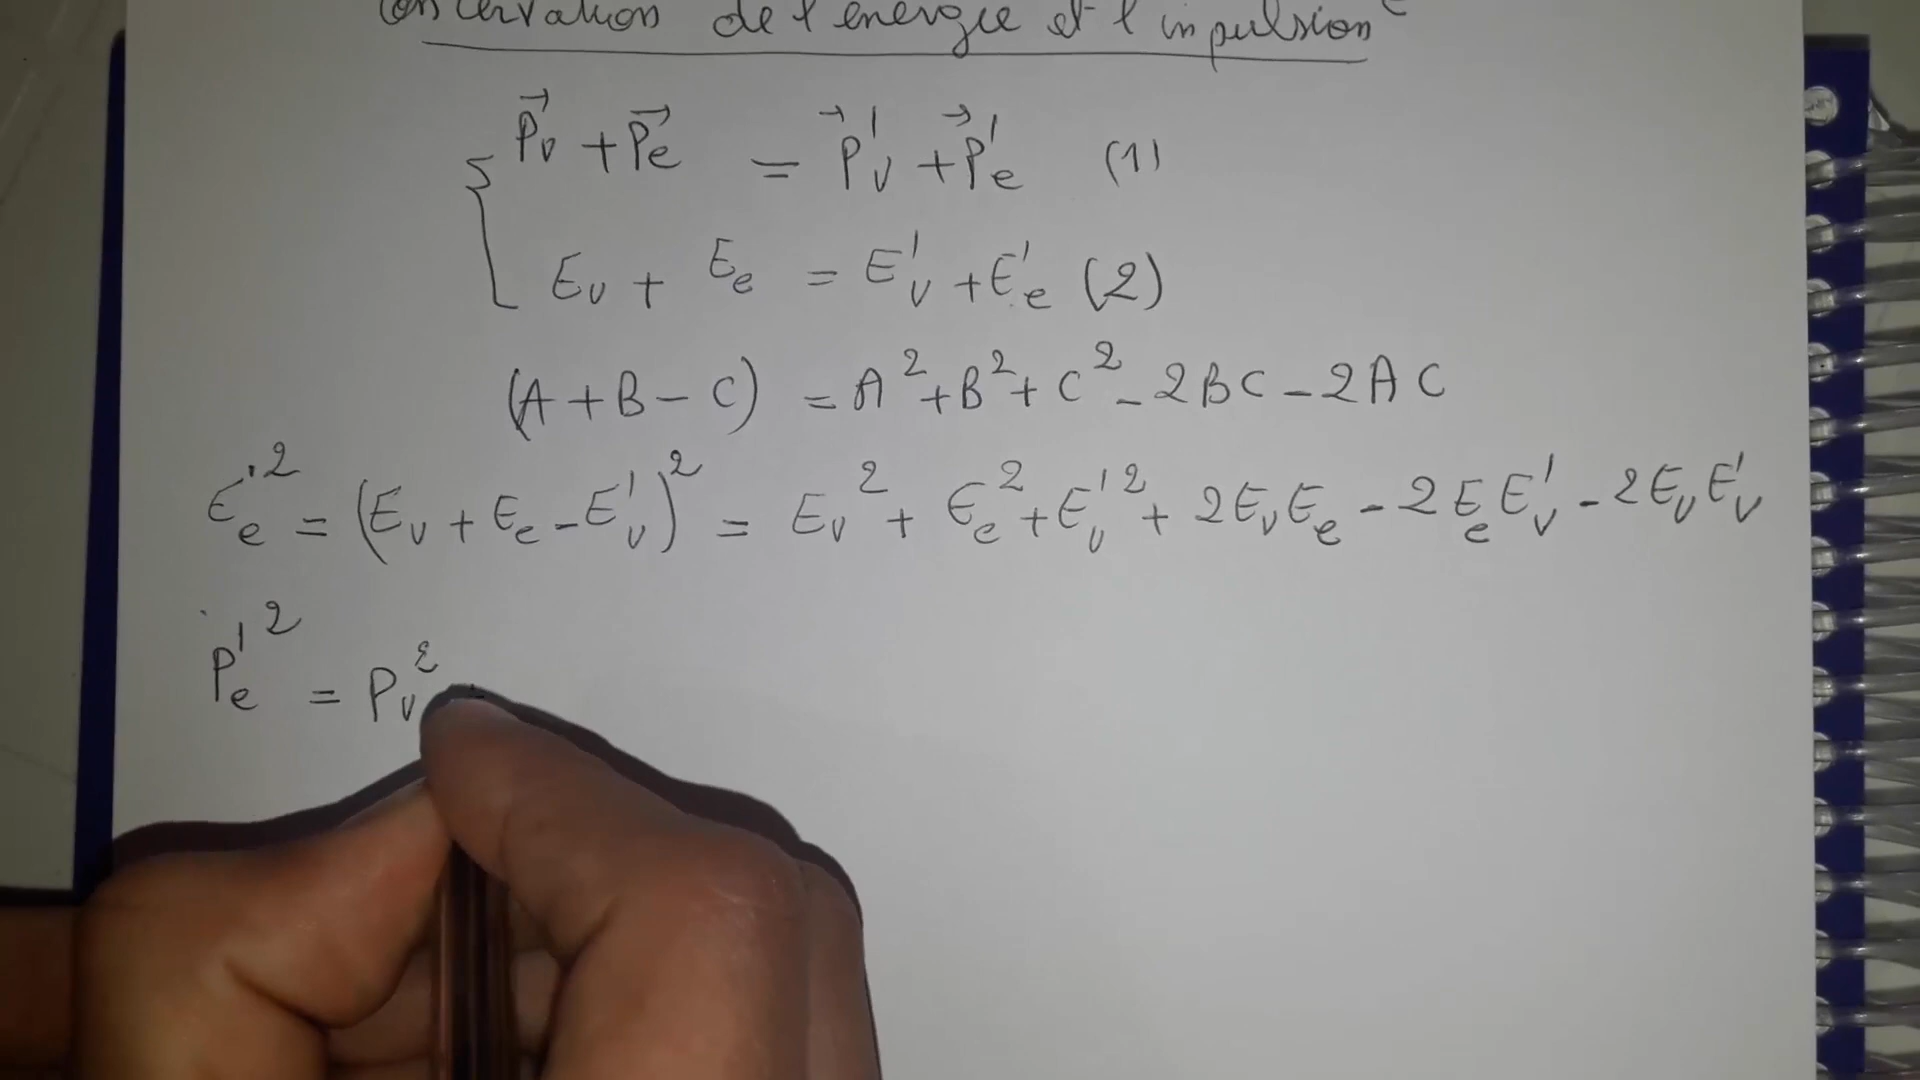 Conservation de l'énergie et l'impulsion
P⃗ν + P⃗e = P⃗'ν + P⃗'e (1)
Eν + Ee = E'ν + E'e (2)
(A + B - C) = A² + B² + C² - 2BC - 2AC
E'e² = (Eν + Ee - E'ν)² = Eν² + Ee² + E'ν² + 2EνEe - 2EeE'ν - 2EνE'ν
P'e² = Pν²